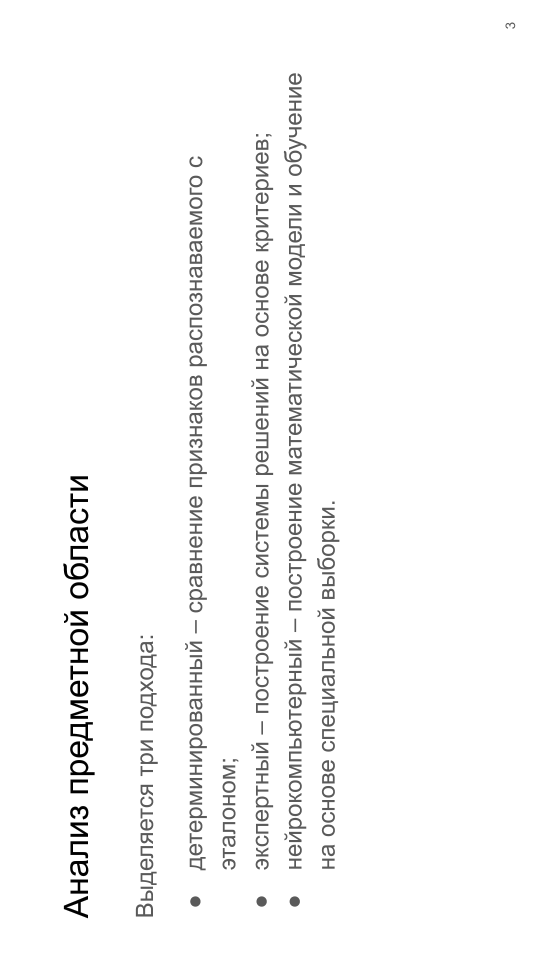 Анализ предметной области
Выделяется три подхода:
● детерминированный – сравнение признаков распознаваемого с
эталоном;
● экспертный – построение системы решений на основе критериев;
● нейрокомпьютерный – построение математической модели и обучение
на основе специальной выборки.
3